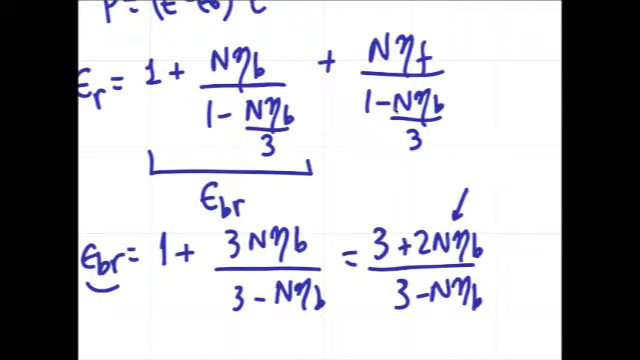 P = (ε - ε₀) ε
εr = 1 + Nηb / (1 - Nηb/3) + Nηf / (1 - Nηb/3)
εbr
εbr = 1 + 3Nηb / (3 - Nηb) = (3 + 2Nηb) / (3 - Nηb)